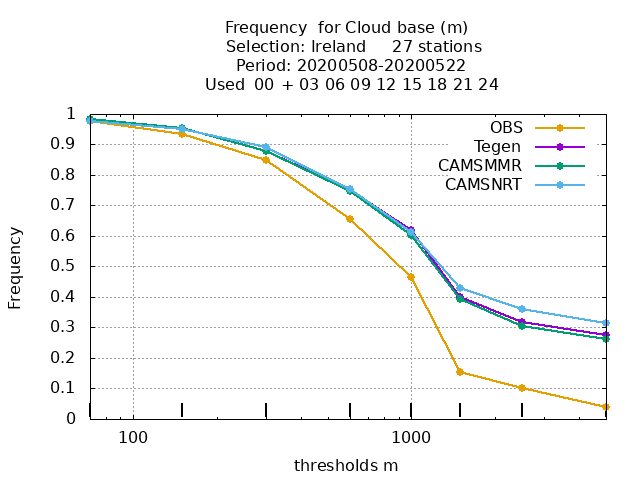 Frequency  for Cloud base (m)
Selection: Ireland     27 stations
Period: 20200508-20200522
Used 00 + 03 06 09 12 15 18 21 24
OBS
Tegen
CAMSMMR
CAMSNRT
1
0.9
0.8
0.7
0.6
0.5
0.4
0.3
0.2
0.1
0
Frequency
100
1000
thresholds m